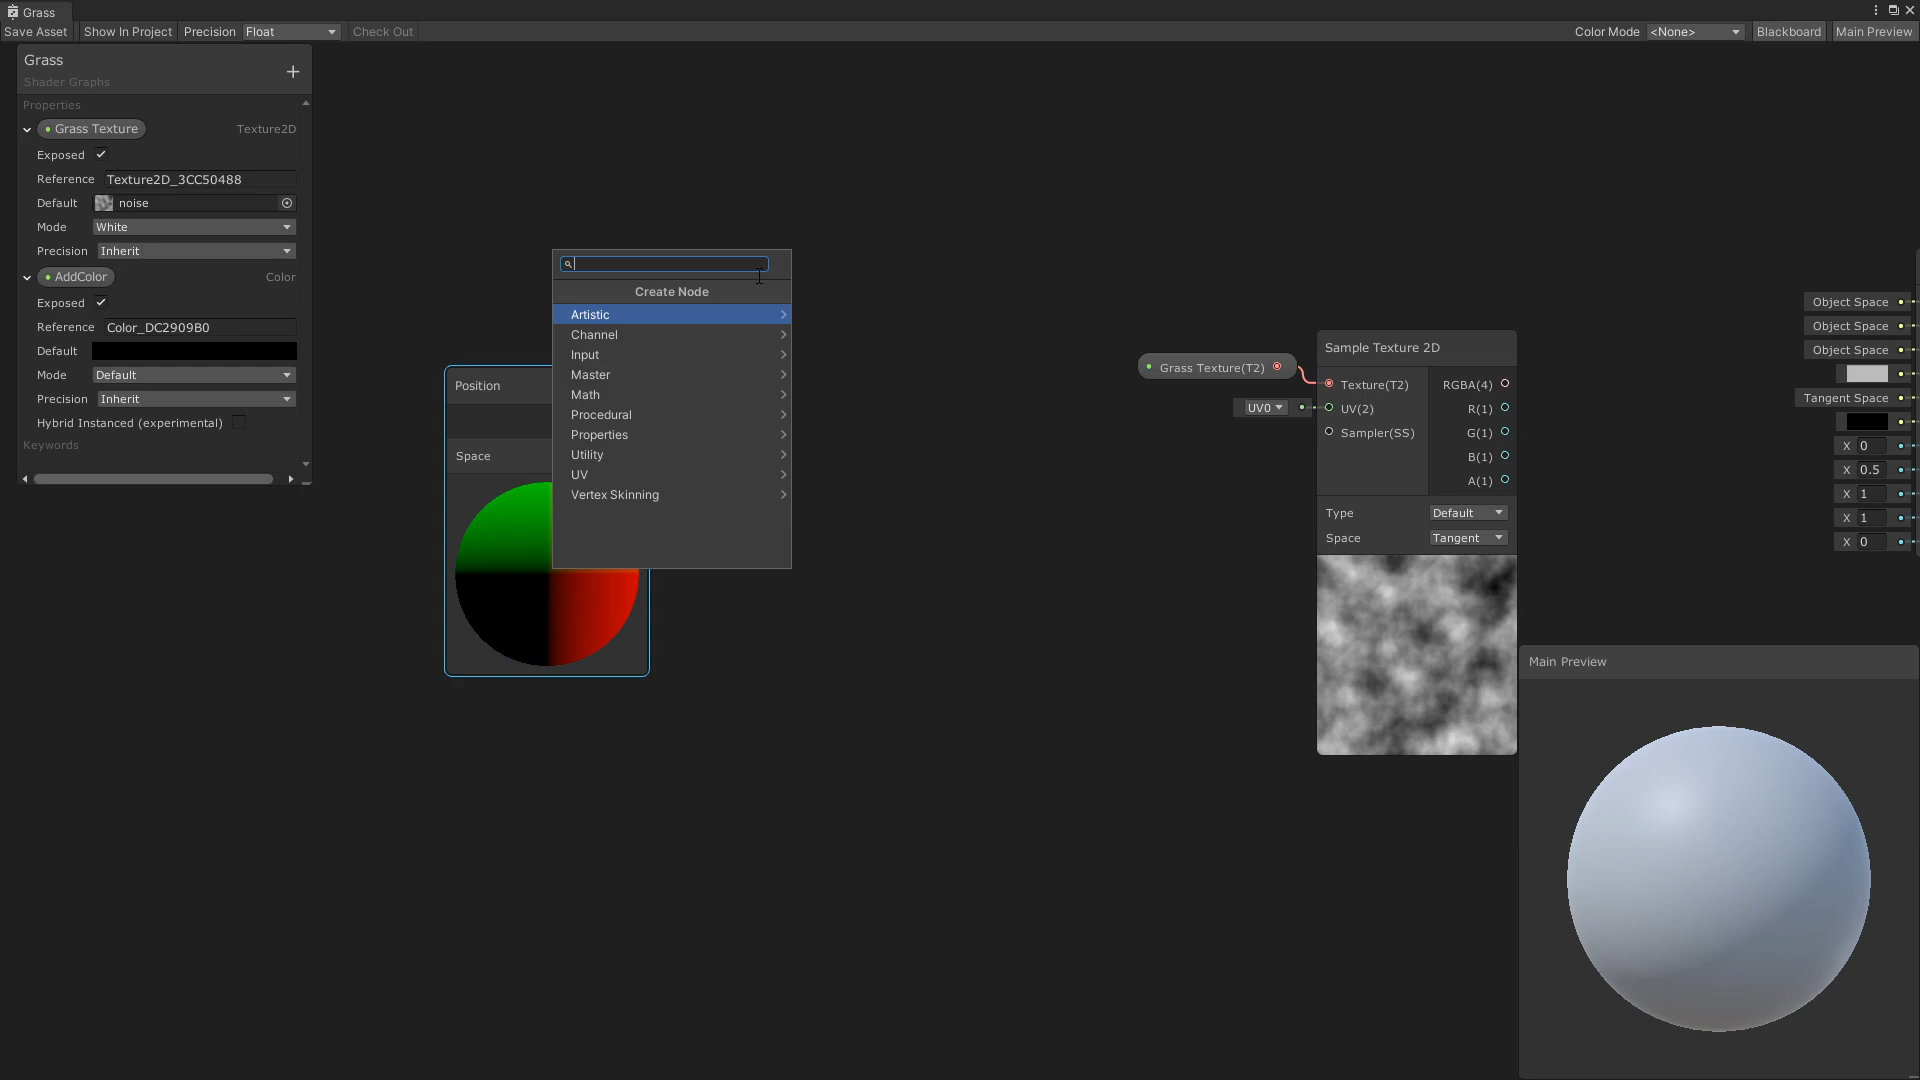 Grass
Save Asset
Show In Project
Precision
Float
Check Out
Color Mode
<None>
Blackboard
Main Preview
Grass
Shader Graphs
+
Properties
Grass Texture
Texture2D
Exposed
Reference
Texture2D_3CC50488
Default
noise
Mode
White
Precision
Inherit
AddColor
Color
Exposed
Reference
Color_DC2909B0
Default
Mode
Default
Precision
Inherit
Hybrid Instanced (experimental)
Keywords
Position
Space
Create Node
Artistic
Channel
Input
Master
Math
Procedural
Properties
Utility
UV
Vertex Skinning
Grass Texture(T2)
UV0
Sample Texture 2D
Texture(T2)
RGBA(4)
UV(2)
R(1)
Sampler(SS)
G(1)
B(1)
A(1)
Type
Default
Space
Tangent
Object Space
Object Space
Object Space
Tangent Space
X 0
X 0.5
X 1
X 1
X 0
Main Preview